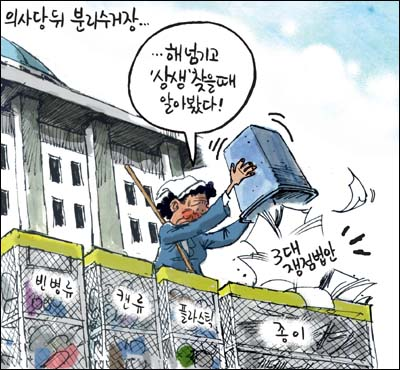 의사당 뒤 분리수거장...
...해 넘기고
'상생' 찾을때
알아봤다!
3대
쟁점법안
빈병류
캔류
플라스틱
종이